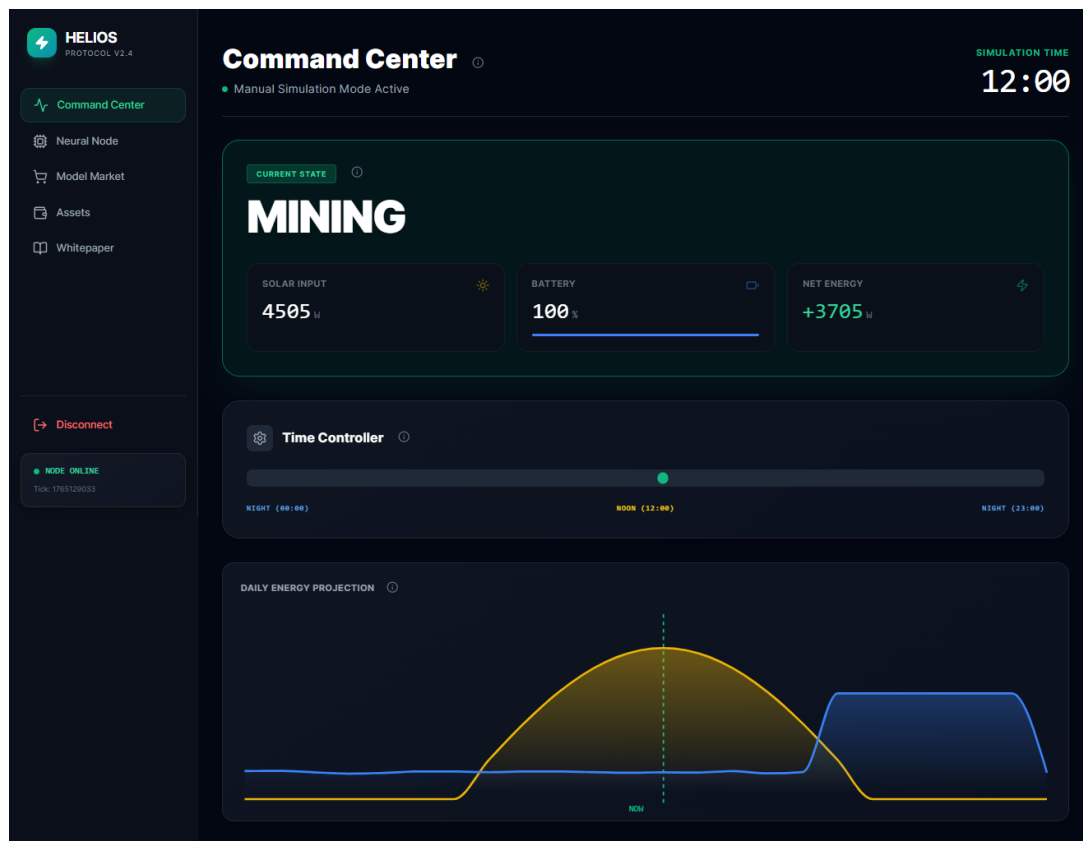 HELIOS
PROTOCOL V2.4
Command Center
Neural Node
Model Market
Assets
Whitepaper
Disconnect
NODE ONLINE
Tick: 1765129033
Command Center
Manual Simulation Mode Active
SIMULATION TIME
12:00
CURRENT STATE
MINING
SOLAR INPUT
4505 W
BATTERY
100 %
NET ENERGY
+3705 W
Time Controller
NIGHT (00:00)
NOON (12:00)
NIGHT (23:00)
DAILY ENERGY PROJECTION
NOW